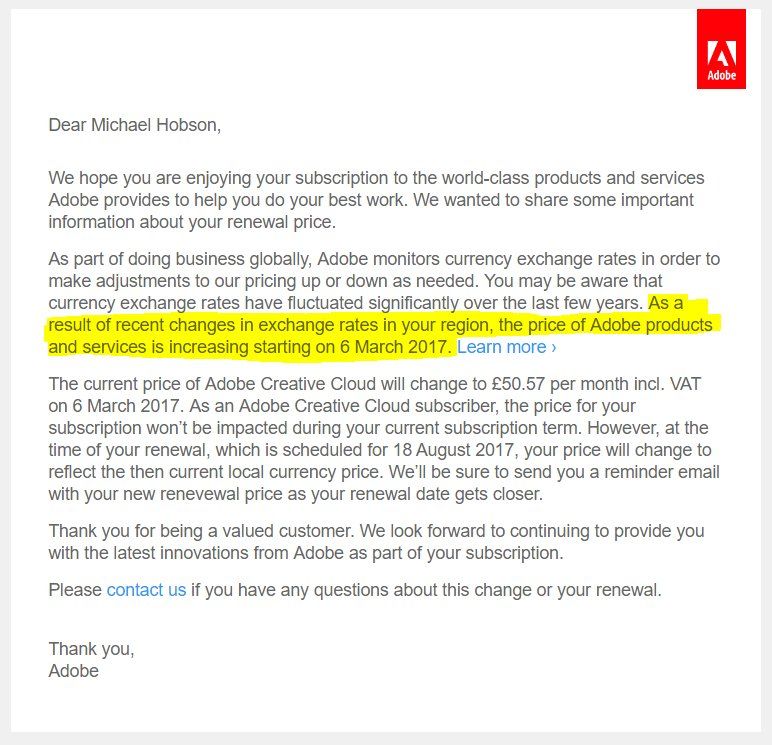 Adobe
Dear Michael Hobson,
We hope you are enjoying your subscription to the world-class products and services
Adobe provides to help you do your best work. We wanted to share some important
information about your renewal price.
As part of doing business globally, Adobe monitors currency exchange rates in order to
make adjustments to our pricing up or down as needed. You may be aware that
currency exchange rates have fluctuated significantly over the last few years. As a
result of recent changes in exchange rates in your region, the price of Adobe products
and services is increasing starting on 6 March 2017. Learn more ›
The current price of Adobe Creative Cloud will change to £50.57 per month incl. VAT
on 6 March 2017. As an Adobe Creative Cloud subscriber, the price for your
subscription won’t be impacted during your current subscription term. However, at the
time of your renewal, which is scheduled for 18 August 2017, your price will change to
reflect the then current local currency price. We’ll be sure to send you a reminder email
with your new renevewal price as your renewal date gets closer.
Thank you for being a valued customer. We look forward to continuing to provide you
with the latest innovations from Adobe as part of your subscription.
Please contact us if you have any questions about this change or your renewal.
Thank you,
Adobe